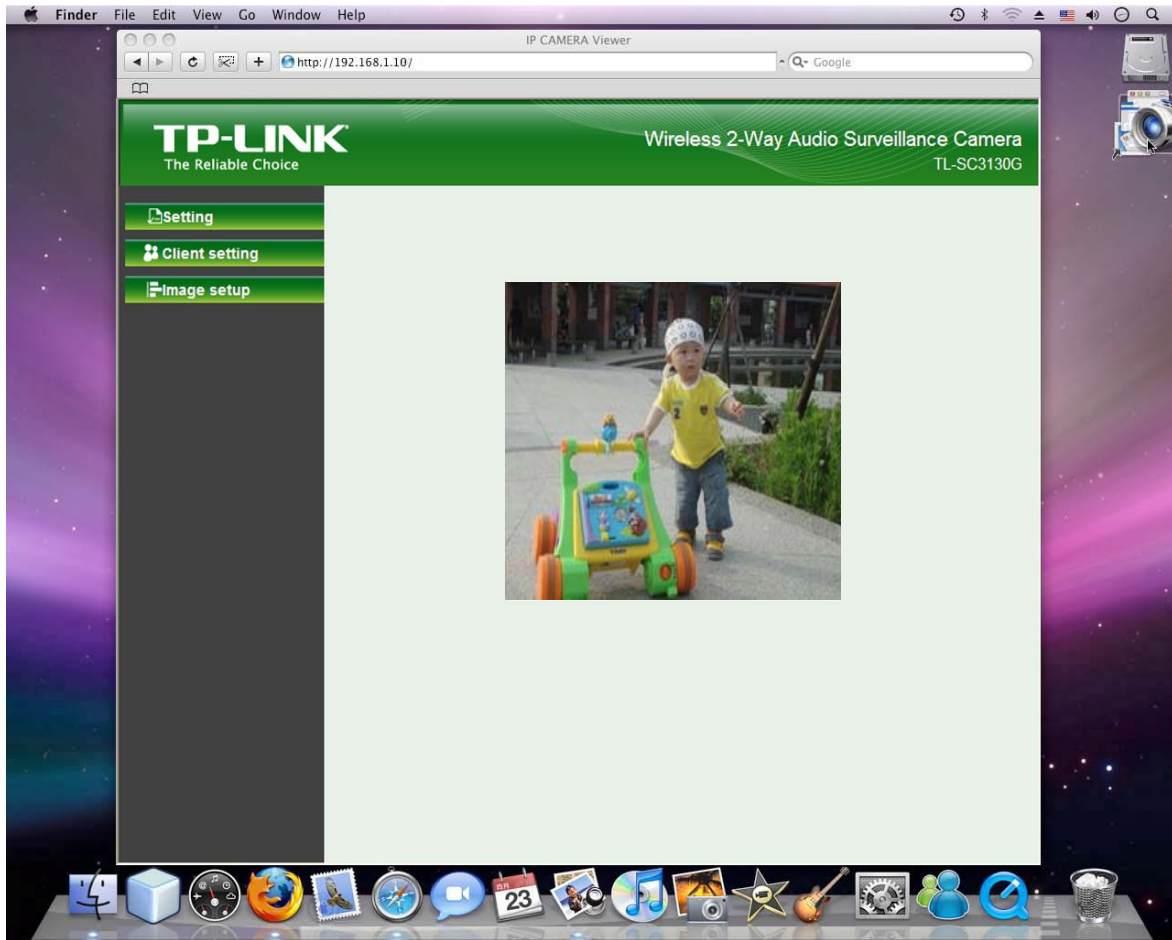 Finder File Edit View Go Window Help
IP CAMERA Viewer
http://192.168.1.10/
Google
TP-LINK
The Reliable Choice
Wireless 2-Way Audio Surveillance Camera
TL-SC3130G
Setting
Client setting
Image setup
23